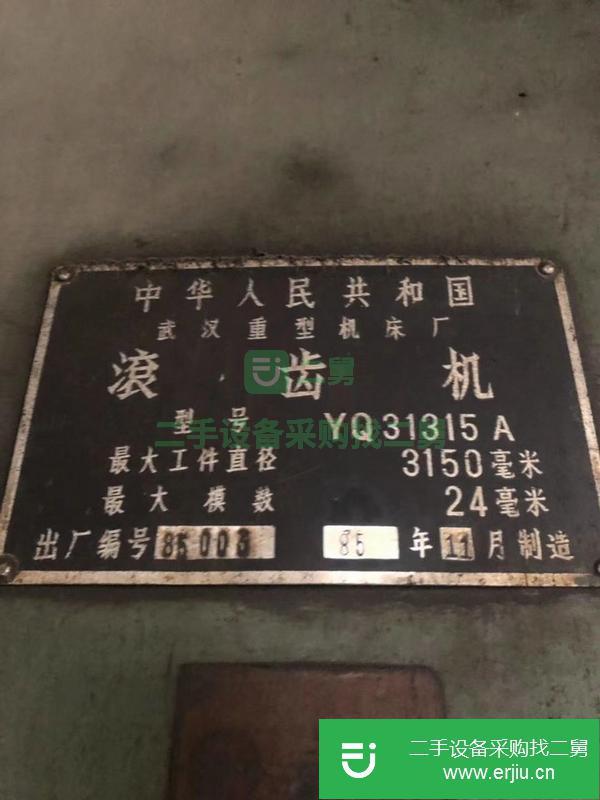 中华人民共和国
武汉重型机床厂
滚齿机
型号 YQ31315A
最大工件直径 3150毫米
最大模数 24毫米
出厂编号 85003 85 年 11 月制造
二舅
二手设备采购找二舅
二手设备采购找二舅
www.erjiu.cn